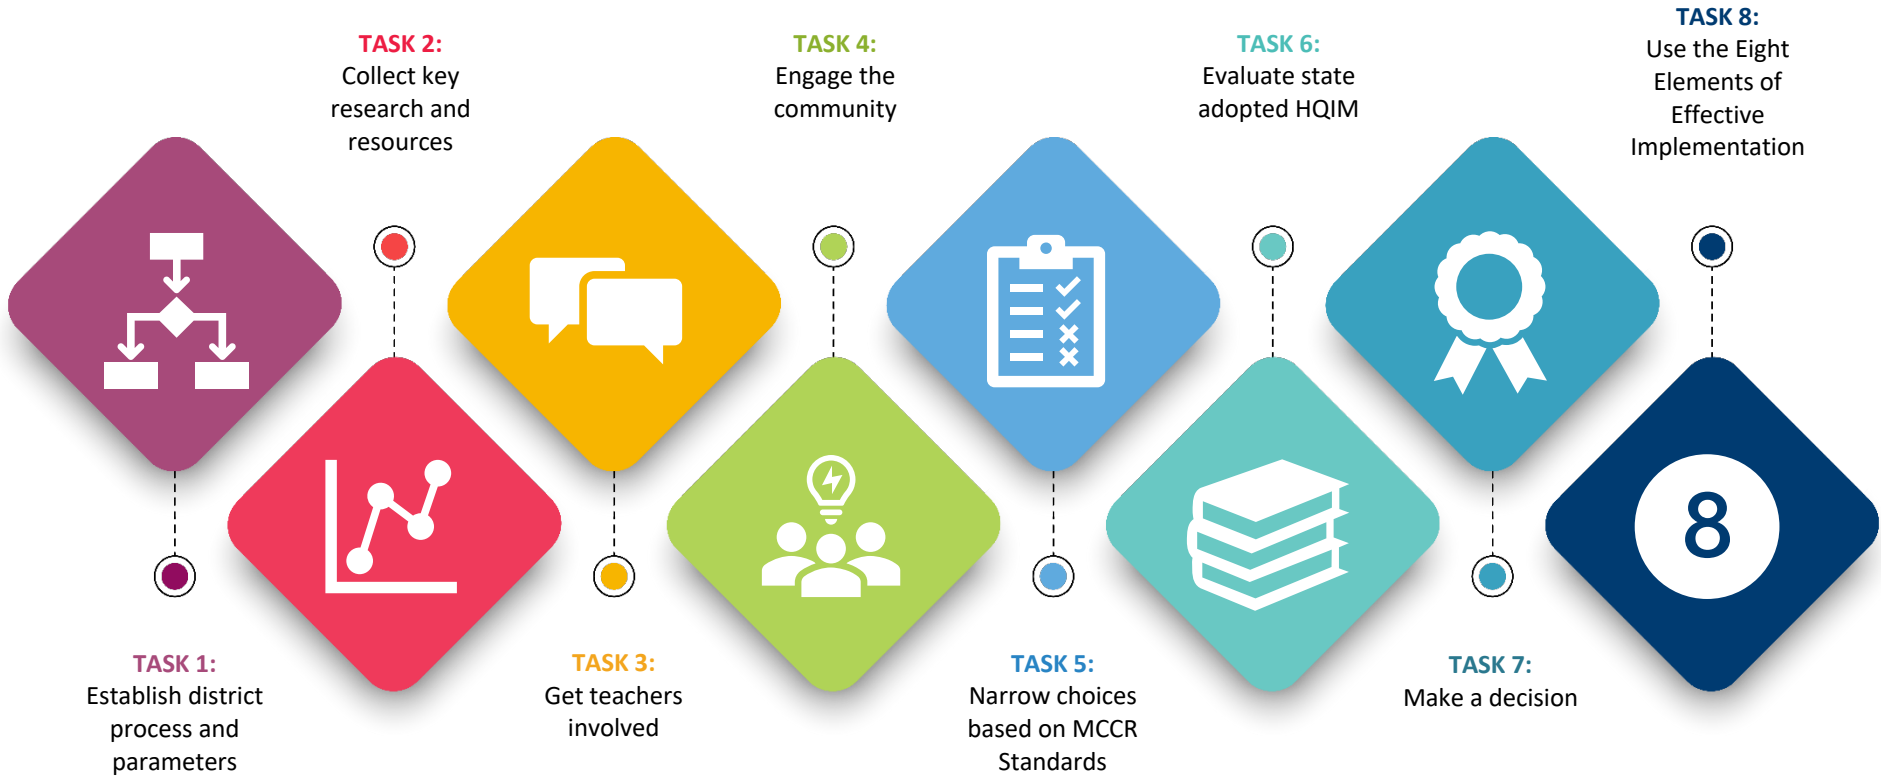 TASK 1:
Establish district
process and
parameters
TASK 2:
Collect key
research and
resources
TASK 3:
Get teachers
involved
TASK 4:
Engage the
community
TASK 5:
Narrow choices
based on MCCR
Standards
TASK 6:
Evaluate state
adopted HQIM
TASK 7:
Make a decision
TASK 8:
Use the Eight
Elements of
Effective
Implementation
8